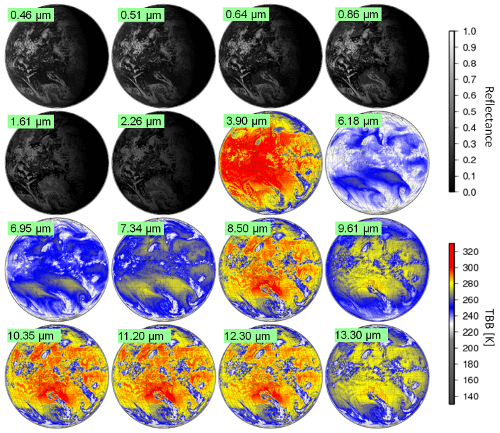 0.46 µm
0.51 µm
0.64 µm
0.86 µm
1.61 µm
2.26 µm
3.90 µm
6.18 µm
6.95 µm
7.34 µm
8.50 µm
9.61 µm
10.35 µm
11.20 µm
12.30 µm
13.30 µm
1.0
0.9
0.8
0.7
0.6
0.5
0.4
0.3
0.2
0.1
0.0
Reflectance
320
300
280
260
240
220
200
180
160
140
TBB [K]